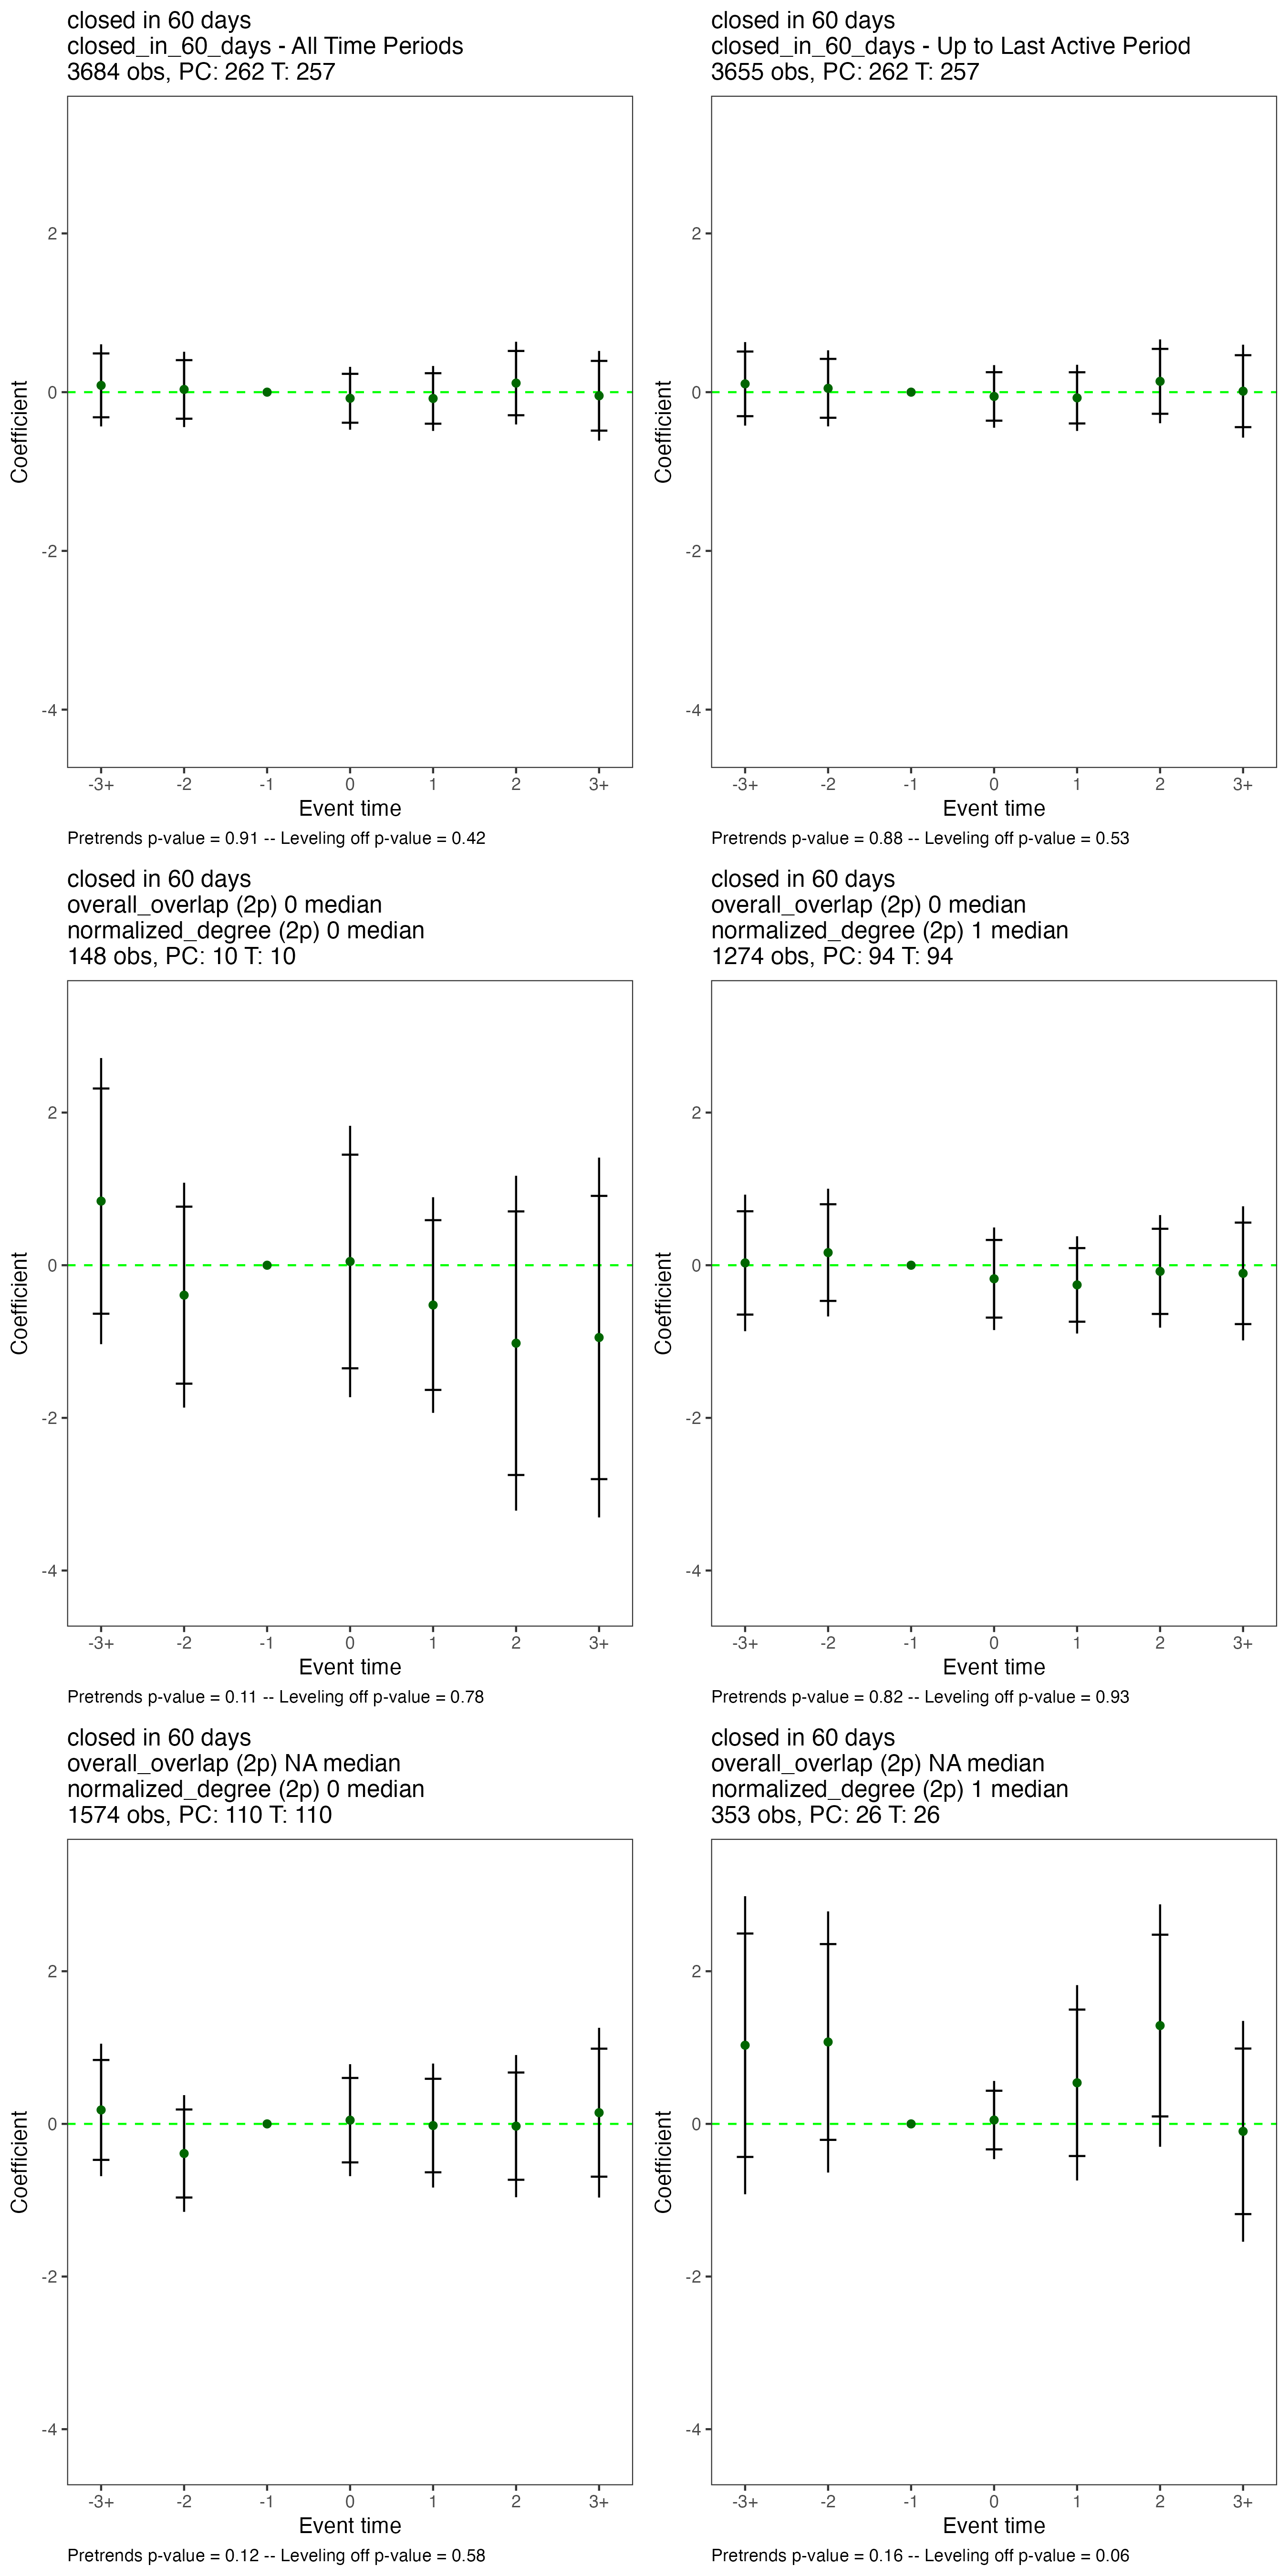 closed in 60 days
closed_in_60_days - All Time Periods
3684 obs, PC: 262 T: 257
Coefficient
2
0
-2
-4
-3+ -2 -1 0 1 2 3+
Event time
Pretrends p-value = 0.91 -- Leveling off p-value = 0.42
closed in 60 days
closed_in_60_days - Up to Last Active Period
3655 obs, PC: 262 T: 257
Coefficient
2
0
-2
-4
-3+ -2 -1 0 1 2 3+
Event time
Pretrends p-value = 0.88 -- Leveling off p-value = 0.53
closed in 60 days
overall_overlap (2p) 0 median
normalized_degree (2p) 0 median
148 obs, PC: 10 T: 10
Coefficient
2
0
-2
-4
-3+ -2 -1 0 1 2 3+
Event time
Pretrends p-value = 0.11 -- Leveling off p-value = 0.78
closed in 60 days
overall_overlap (2p) 0 median
normalized_degree (2p) 1 median
1274 obs, PC: 94 T: 94
Coefficient
2
0
-2
-4
-3+ -2 -1 0 1 2 3+
Event time
Pretrends p-value = 0.82 -- Leveling off p-value = 0.93
closed in 60 days
overall_overlap (2p) NA median
normalized_degree (2p) 0 median
1574 obs, PC: 110 T: 110
Coefficient
2
0
-2
-4
-3+ -2 -1 0 1 2 3+
Event time
Pretrends p-value = 0.12 -- Leveling off p-value = 0.58
closed in 60 days
overall_overlap (2p) NA median
normalized_degree (2p) 1 median
353 obs, PC: 26 T: 26
Coefficient
2
0
-2
-4
-3+ -2 -1 0 1 2 3+
Event time
Pretrends p-value = 0.16 -- Leveling off p-value = 0.06